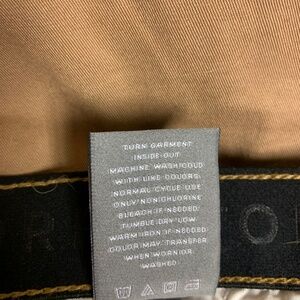 TURN GARMENT
INSIDE OUT
MACHINE WASH COLD
WITH LIKE COLORS
NORMAL CYCLE USE
ONLY NON CHLORINE
BLEACH IF NEEDED
TUMBLE DRY LOW
WARM IRON IF NEEDED
COLOR MAY TRANSFER
WHEN WORN OR
WASHED